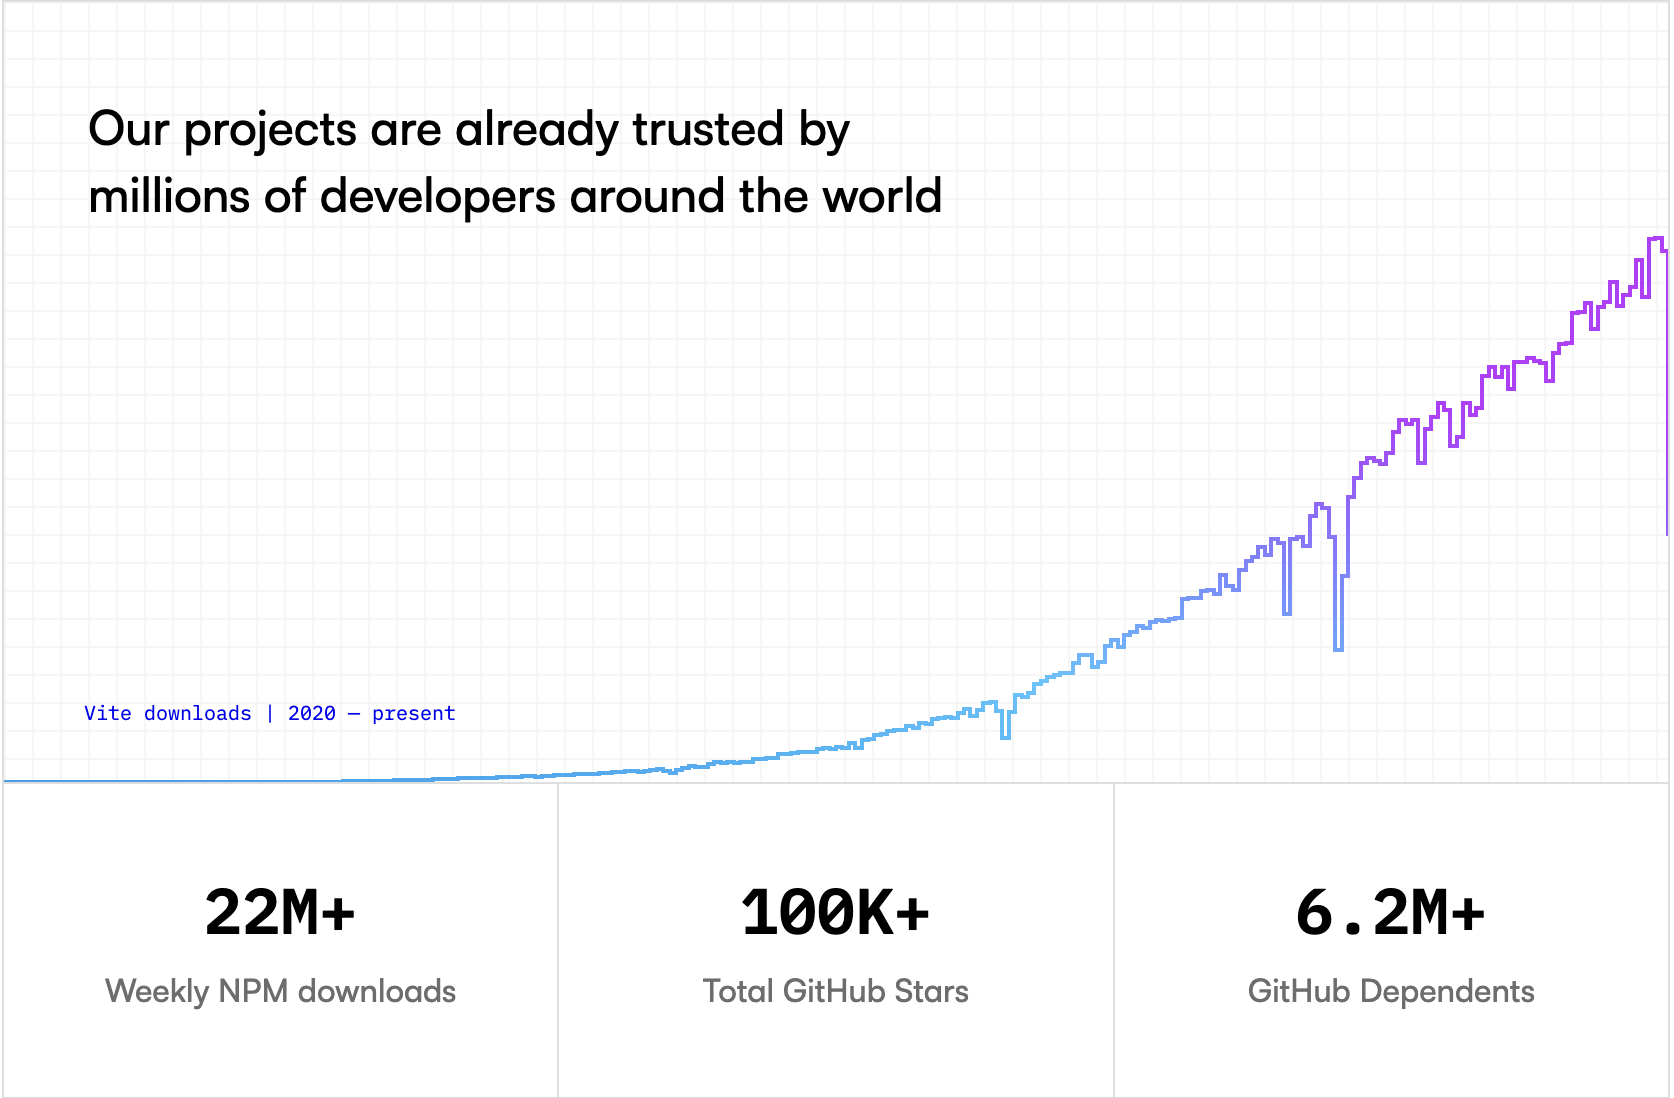 Our projects are already trusted by
millions of developers around the world
Vite downloads | 2020 — present
22M+
Weekly NPM downloads
100K+
Total GitHub Stars
6.2M+
GitHub Dependents